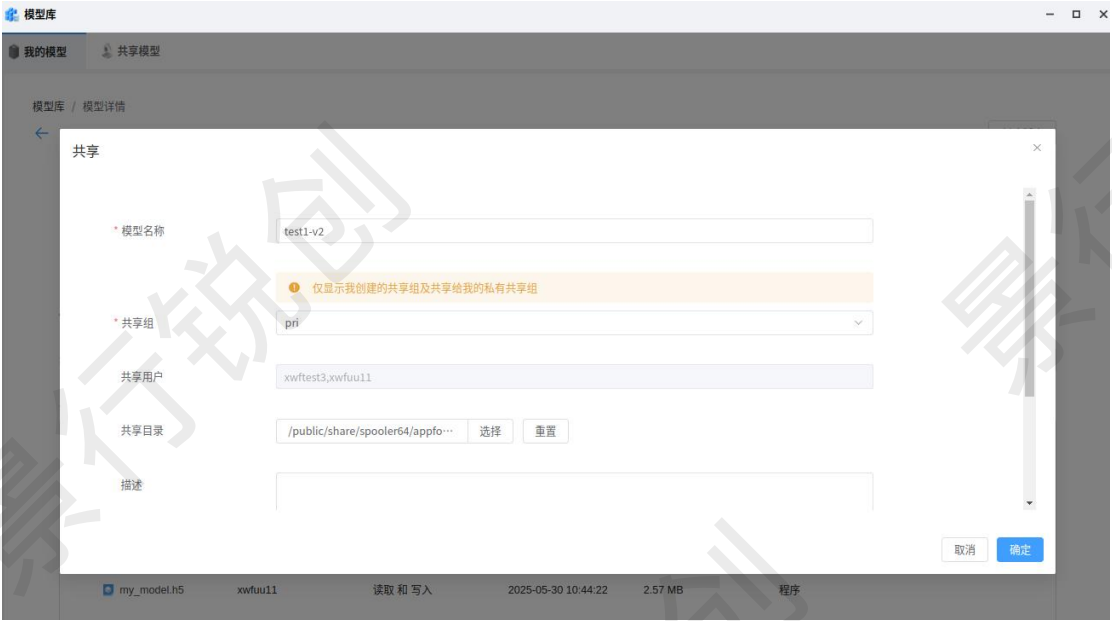 模型库
我的模型 共享模型
模型库 / 模型详情
共享
* 模型名称 test1-v2
仅显示我创建的共享组及共享给我的私有共享组
* 共享组 pri
共享用户 xwftest3,xwfuu11
共享目录 /public/share/spooler64/appfo··· 选择 重置
描述
取消 确定
my_model.h5 xwfuu11 读取 和 写入 2025-05-30 10:44:22 2.57 MB 程序
景行锐创